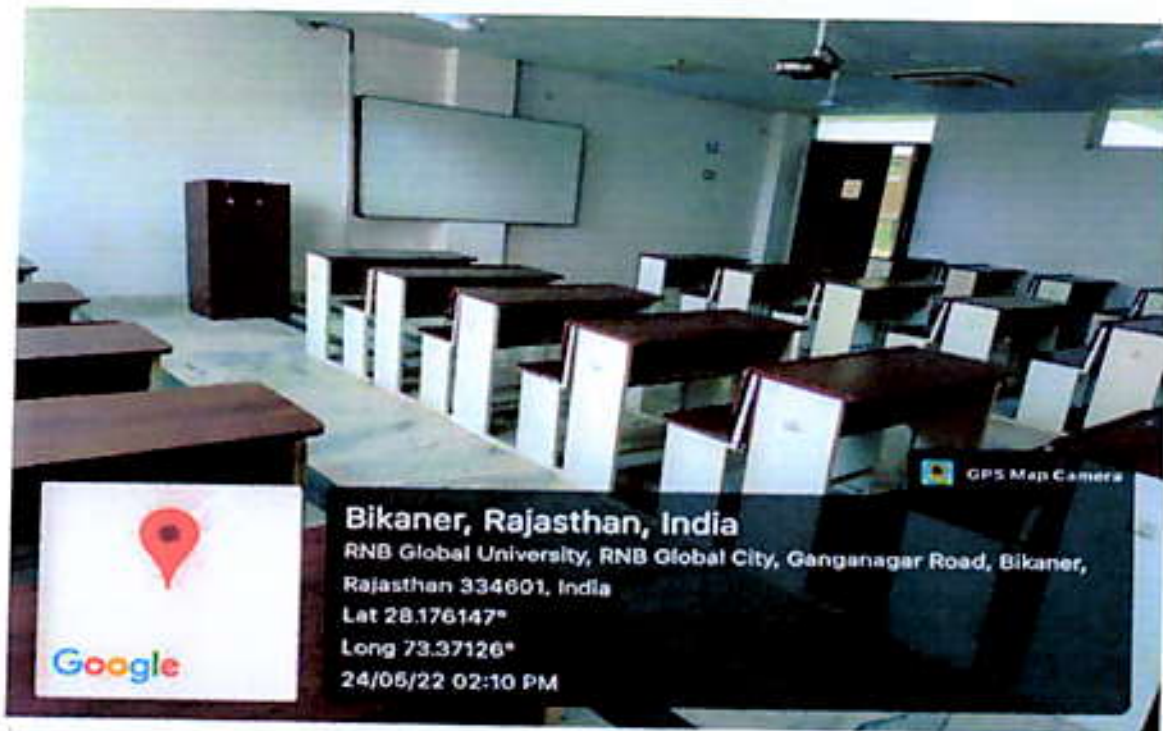 GPS Map Camera
Bikaner, Rajasthan, India
RNB Global University, RNB Global City, Ganganagar Road, Bikaner,
Rajasthan 334601, India
Lat 28.176147°
Long 73.37126°
24/06/22 02:10 PM
Google